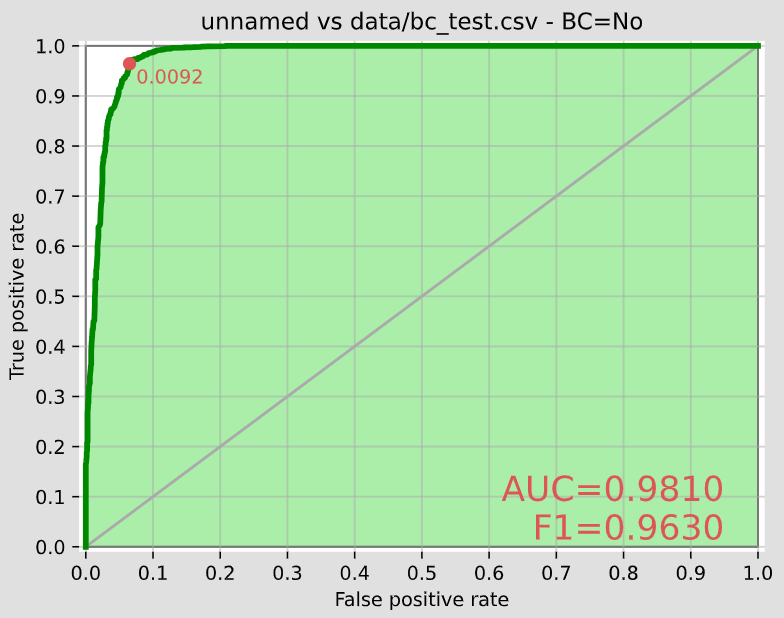 unnamed vs data/bc_test.csv - BC=No
1.0
0.0092
0.9
0.8
0.7
0.6
0.5
0.4
0.3
0.2
0.1
0.0
True positive rate
AUC=0.9810
F1=0.9630
0.0 0.1 0.2 0.3 0.4 0.5 0.6 0.7 0.8 0.9 1.0
False positive rate